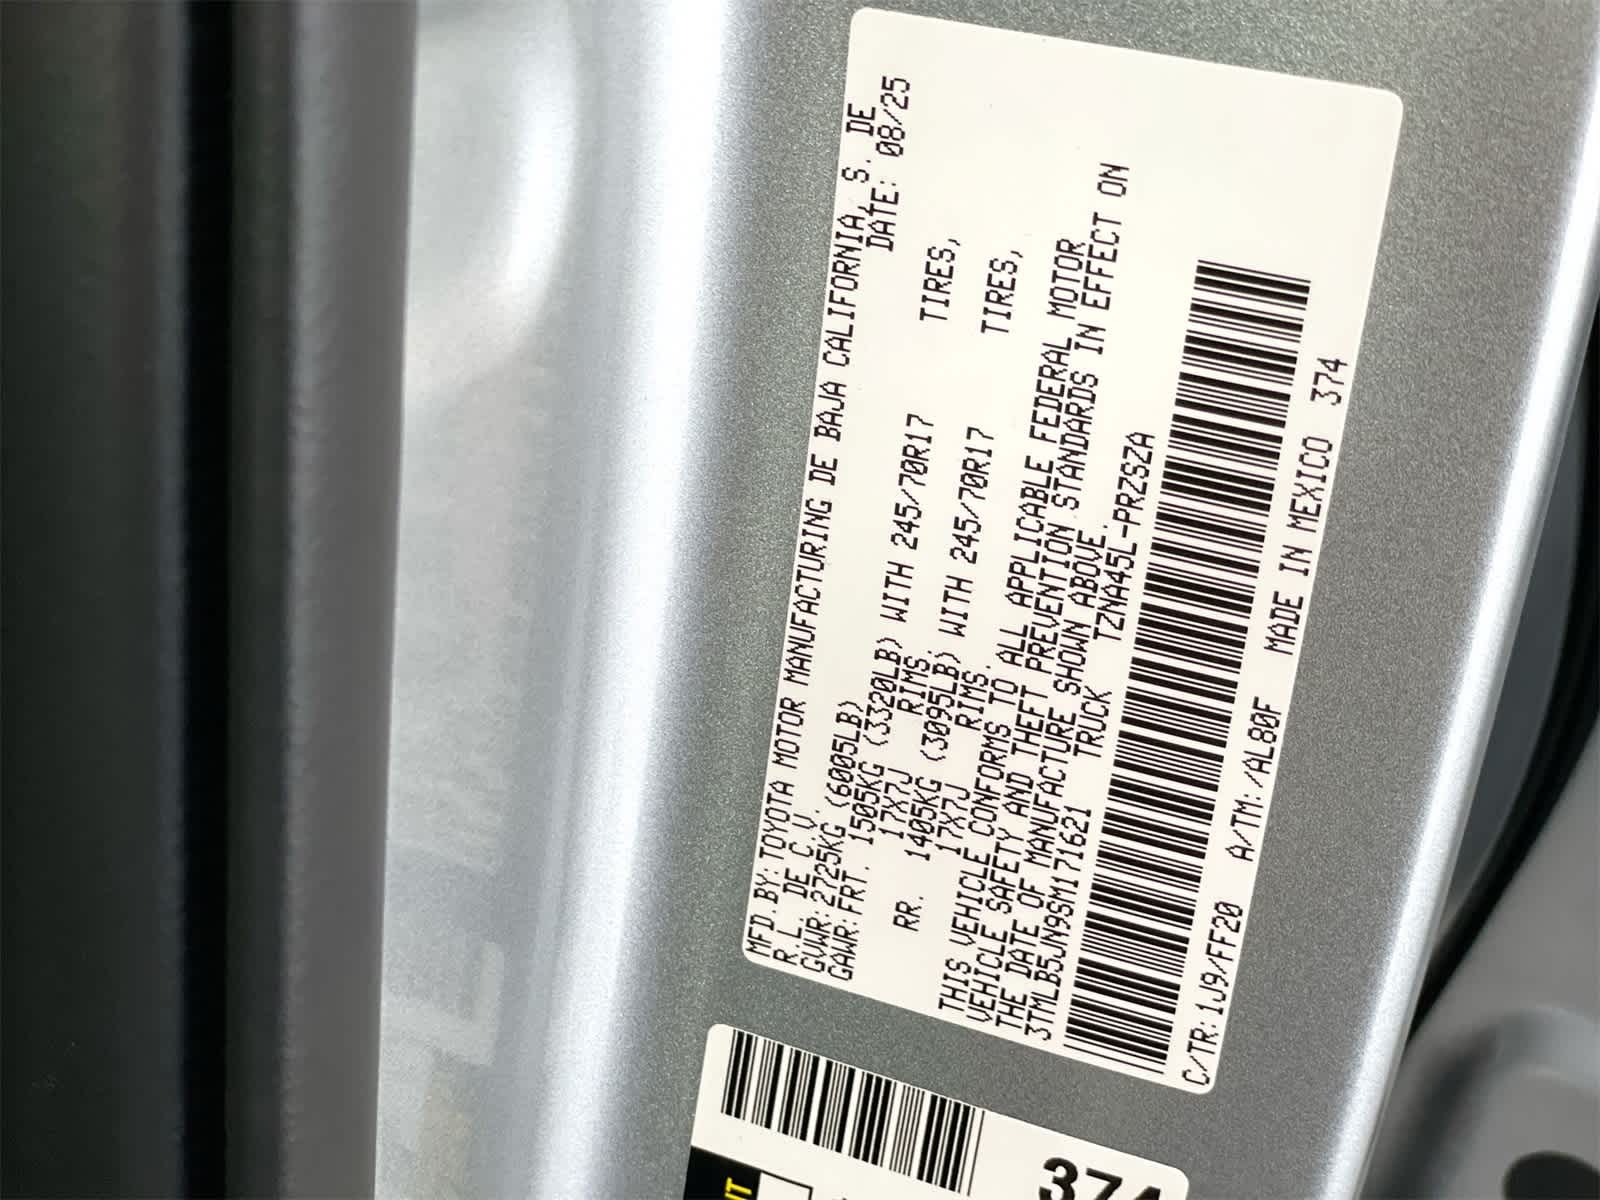 MFD.BY:TOYOTA MOTOR MANUFACTURING DE BAJA CALIFORNIA, S. DE
R.L. DE C.V. DATE: 08/25
GVWR:2725KG (6005LB)
GAWR:FRT. 1505KG (3320LB) WITH 245/70R17 TIRES,
17X7J RIMS.
RR. 1405KG (3095LB) WITH 245/70R17 TIRES,
17X7J RIMS.
THIS VEHICLE CONFORMS TO ALL APPLICABLE FEDERAL MOTOR
VEHICLE SAFETY AND THEFT PREVENTION STANDARDS IN EFFECT ON
THE DATE OF MANUFACTURE SHOWN ABOVE.
3TMLB5JN9SM171621 TRUCK TZNA45L-PRZSZA
C/TR:1J9/FF20 A/TM:/AL80F MADE IN MEXICO 374
374